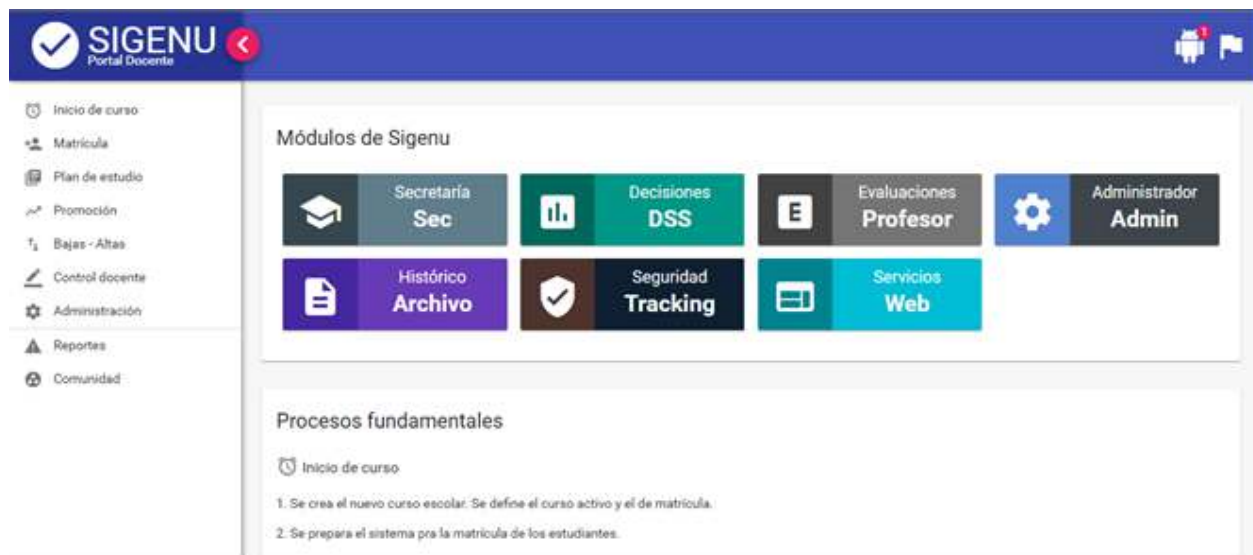 SIGENU
Portal Docente
1
Inicio de curso
Matrícula
Plan de estudio
Promoción
Bajas - Altas
Control docente
Administración
Reportes
Comunidad
Módulos de Sigenu
Secretaría
Sec
Decisiones
DSS
E
Evaluaciones
Profesor
Administrador
Admin
Histórico
Archivo
Seguridad
Tracking
Servicios
Web
Procesos fundamentales
Inicio de curso
1. Se crea el nuevo curso escolar. Se define el curso activo y el de matrícula.
2. Se prepara el sistema pra la matrícula de los estudiantes.